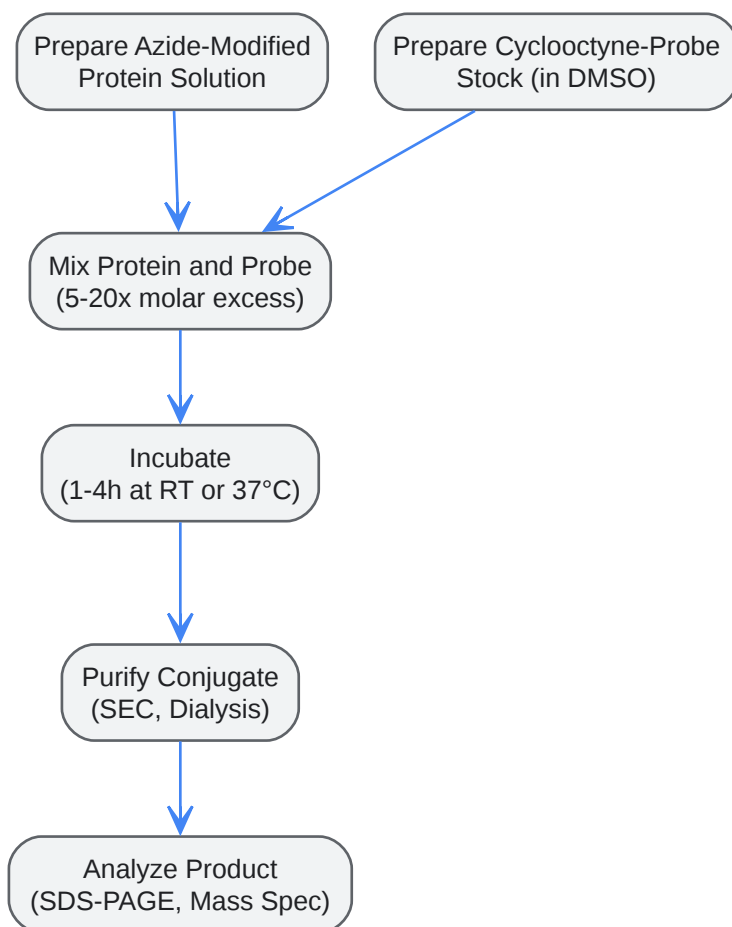 Prepare Azide-Modified
Protein Solution
Prepare Cyclooctyne-Probe
Stock (in DMSO)
Mix Protein and Probe
(5-20x molar excess)
Incubate
(1-4h at RT or 37°C)
Purify Conjugate
(SEC, Dialysis)
Analyze Product
(SDS-PAGE, Mass Spec)